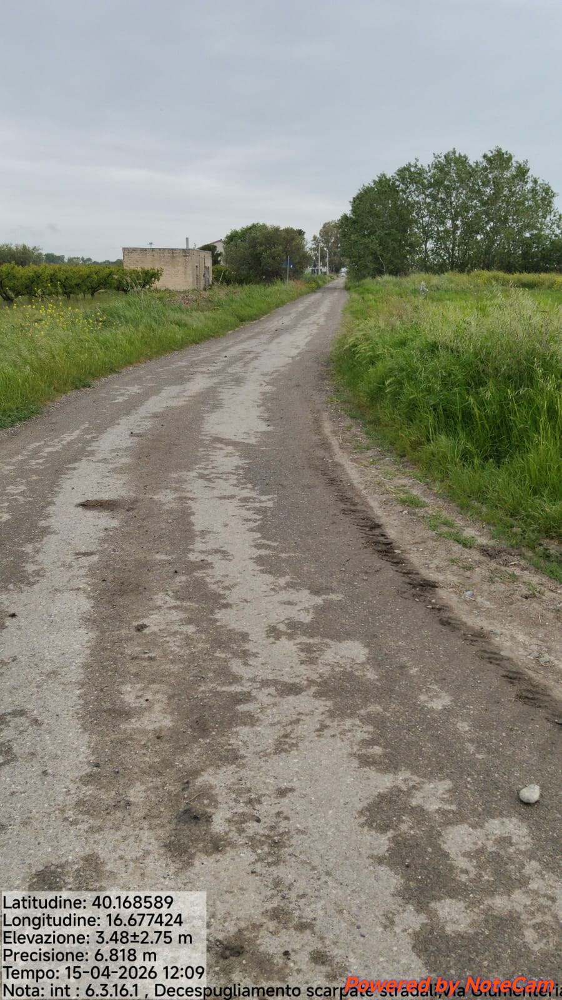 Latitudine: 40.168589
Longitudine: 16.677424
Elevazione: 3.48±2.75 m
Precisione: 6.818 m
Tempo: 15-04-2026 12:09
Nota: int : 6.3.16.1 , Decespugliamento scarpate stradali,
Powered by NoteCam